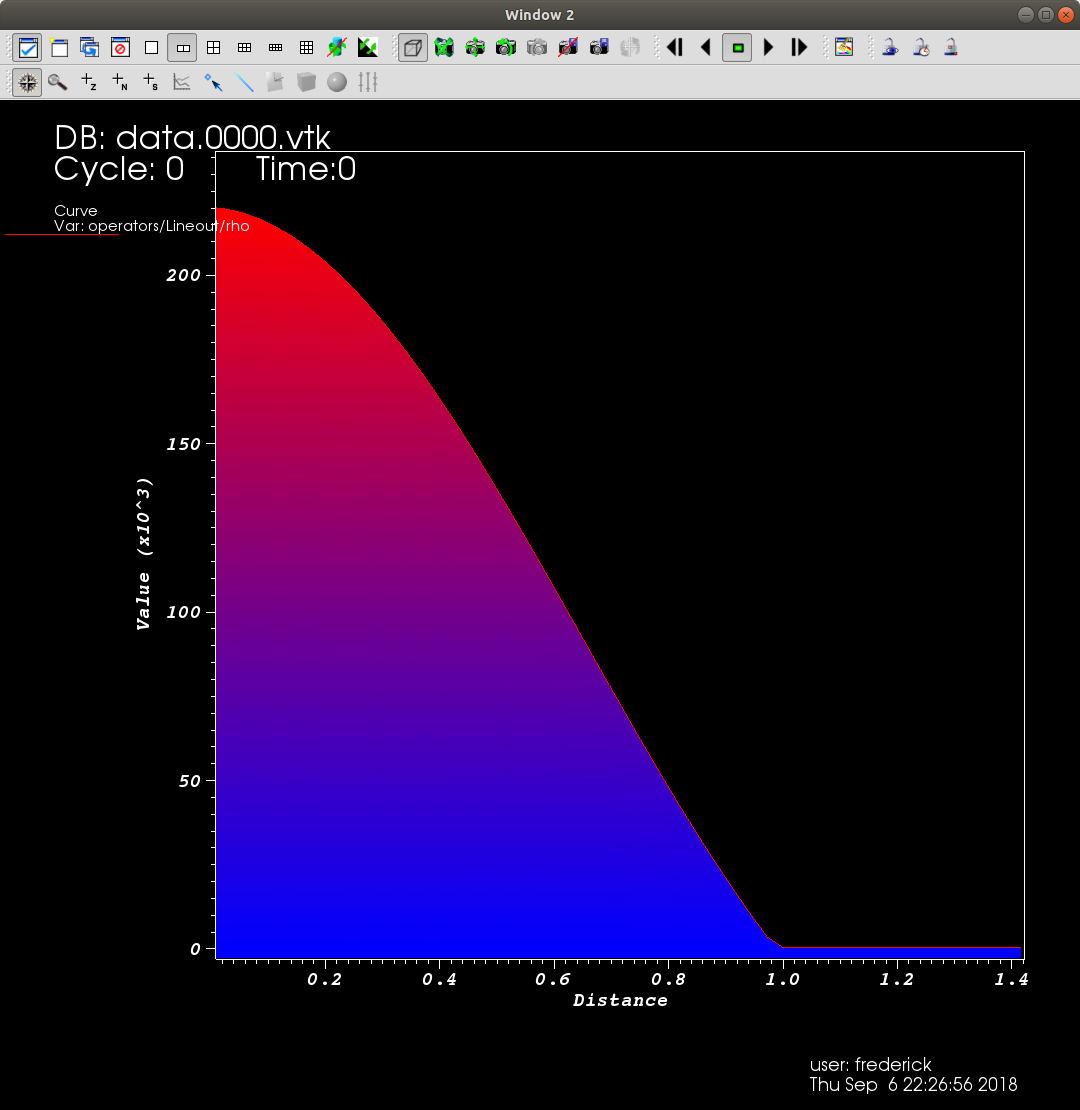 Window 2
Z
N
S
DB: data.0000.vtk
Cycle: 0 Time:0
Curve
Var: operators/Lineout/rho
200
150
100
50
0
Value (x10^3)
0.2 0.4 0.6 0.8 1.0 1.2 1.4
Distance
user: frederick
Thu Sep 6 22:26:56 2018